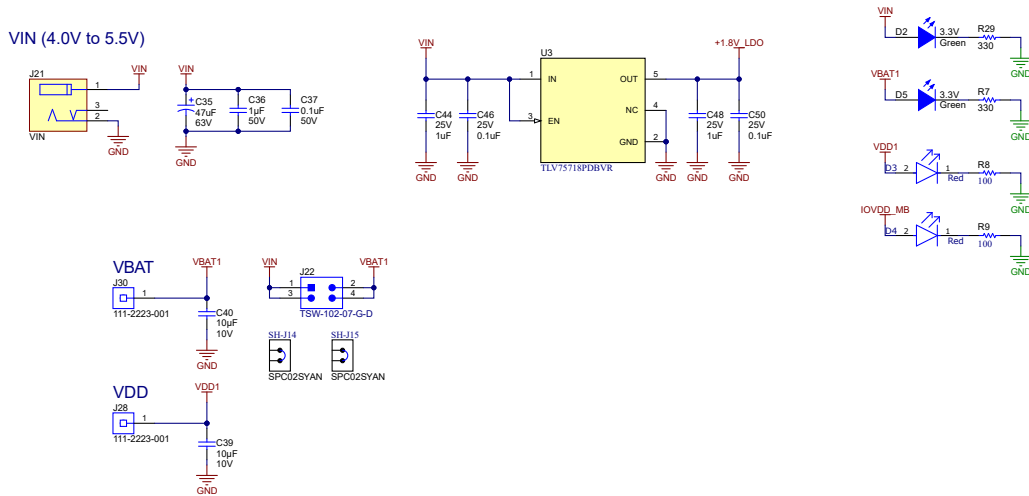 VIN (4.0V to 5.5V)
J21
VIN
1
3
2
VIN
GND
VIN
+
C35
47uF
63V
C36
1µF
50V
C37
0.1uF
50V
GND
VIN
C44
25V
1uF
GND
C46
25V
0.1uF
GND
U3
1
IN
3
EN
OUT
5
NC
4
GND
2
TLV75718PDBVR
GND
+1.8V_LDO
C48
25V
1uF
GND
C50
25V
0.1uF
GND
VIN
D2
3.3V
Green
R29
330
GND
VBAT1
D5
3.3V
Green
R7
330
GND
VDD1
D3
2
1
Red
R8
100
GND
IOVDD_MB
D4
2
1
Red
R9
100
GND
VBAT
J30
1
111-2223-001
VBAT1
C40
10µF
10V
GND
VIN
J22
1
2
3
4
VBAT1
TSW-102-07-G-D
SH-J14
SPC02SYAN
SH-J15
SPC02SYAN
VDD
J28
1
111-2223-001
VDD1
C39
10µF
10V
GND